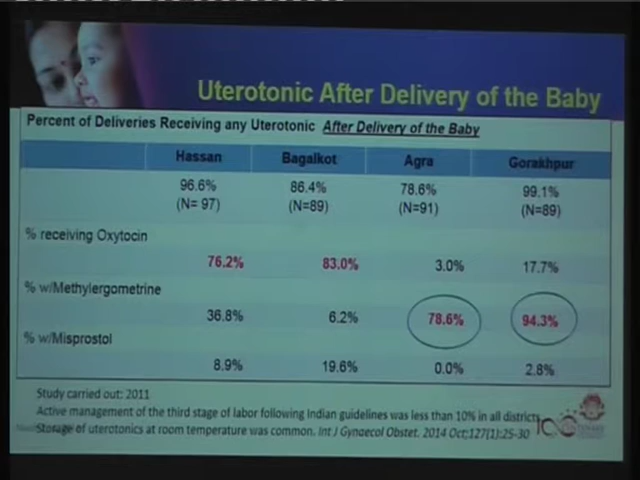 Uterotonic After Delivery of the Baby
Percent of Deliveries Receiving any Uterotonic After Delivery of the Baby
Hassan Bagalkot Agra Gorakhpur
96.6% 86.4% 78.6% 99.1%
(N= 97) (N=89) (N=91) (N=89)
% receiving Oxytocin
76.2% 83.0% 3.0% 17.7%
% w/Methylergometrine
36.8% 6.2% 78.6% 94.3%
% w/Misprostol
8.9% 19.6% 0.0% 2.8%
Study carried out: 2011
Active management of the third stage of labor following Indian guidelines was less than 10% in all districts
Storage of uterotonics at room temperature was common. Int J Gynaecol Obstet. 2014 Oct;127(1):25-30